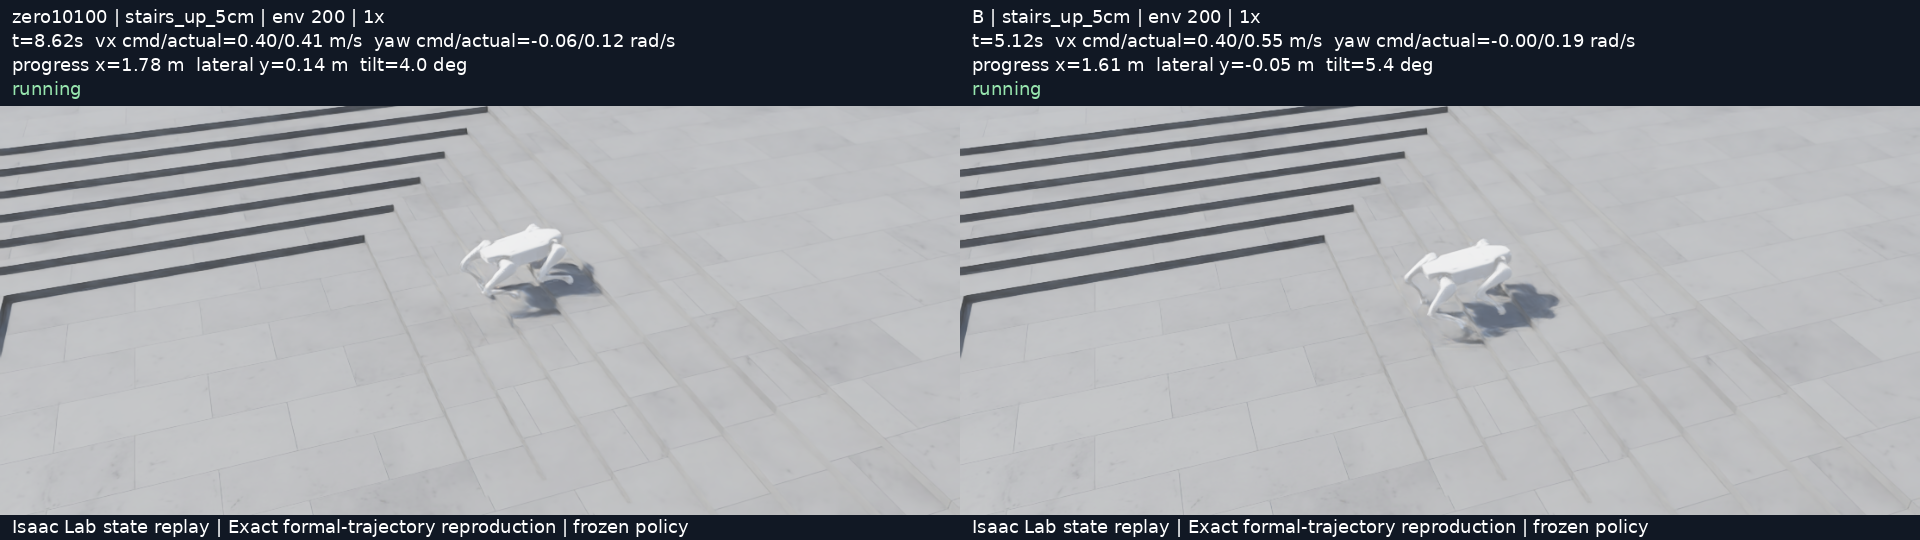 zero10100 | stairs_up_5cm | env 200 | 1x
t=8.62s  vx cmd/actual=0.40/0.41 m/s  yaw cmd/actual=-0.06/0.12 rad/s
progress x=1.78 m  lateral y=0.14 m  tilt=4.0 deg
running
Isaac Lab state replay | Exact formal-trajectory reproduction | frozen policy
B | stairs_up_5cm | env 200 | 1x
t=5.12s  vx cmd/actual=0.40/0.55 m/s  yaw cmd/actual=-0.00/0.19 rad/s
progress x=1.61 m  lateral y=-0.05 m  tilt=5.4 deg
running
Isaac Lab state replay | Exact formal-trajectory reproduction | frozen policy